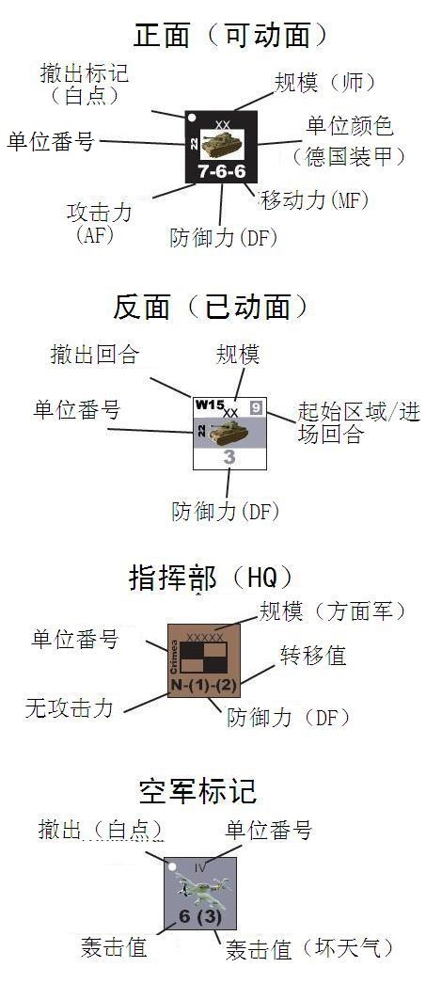 正面（可动面）
撤出标记
（白点）
规模（师）
XX
单位番号
22
单位颜色
（德国装甲）
7-6-6
攻击力
(AF)
移动力(MF)
防御力(DF)
反面（已动面）
撤出回合
规模
W15
XX
9
单位番号
22
起始区域/进
场回合
3
防御力(DF)
指挥部（HQ）
规模（方面军）
单位番号
XXXXX
Crimea
转移值
N-(1)-(2)
无攻击力
防御力（DF）
空军标记
撤出（白点）
单位番号
IV
6 (3)
轰击值
轰击值（坏天气）